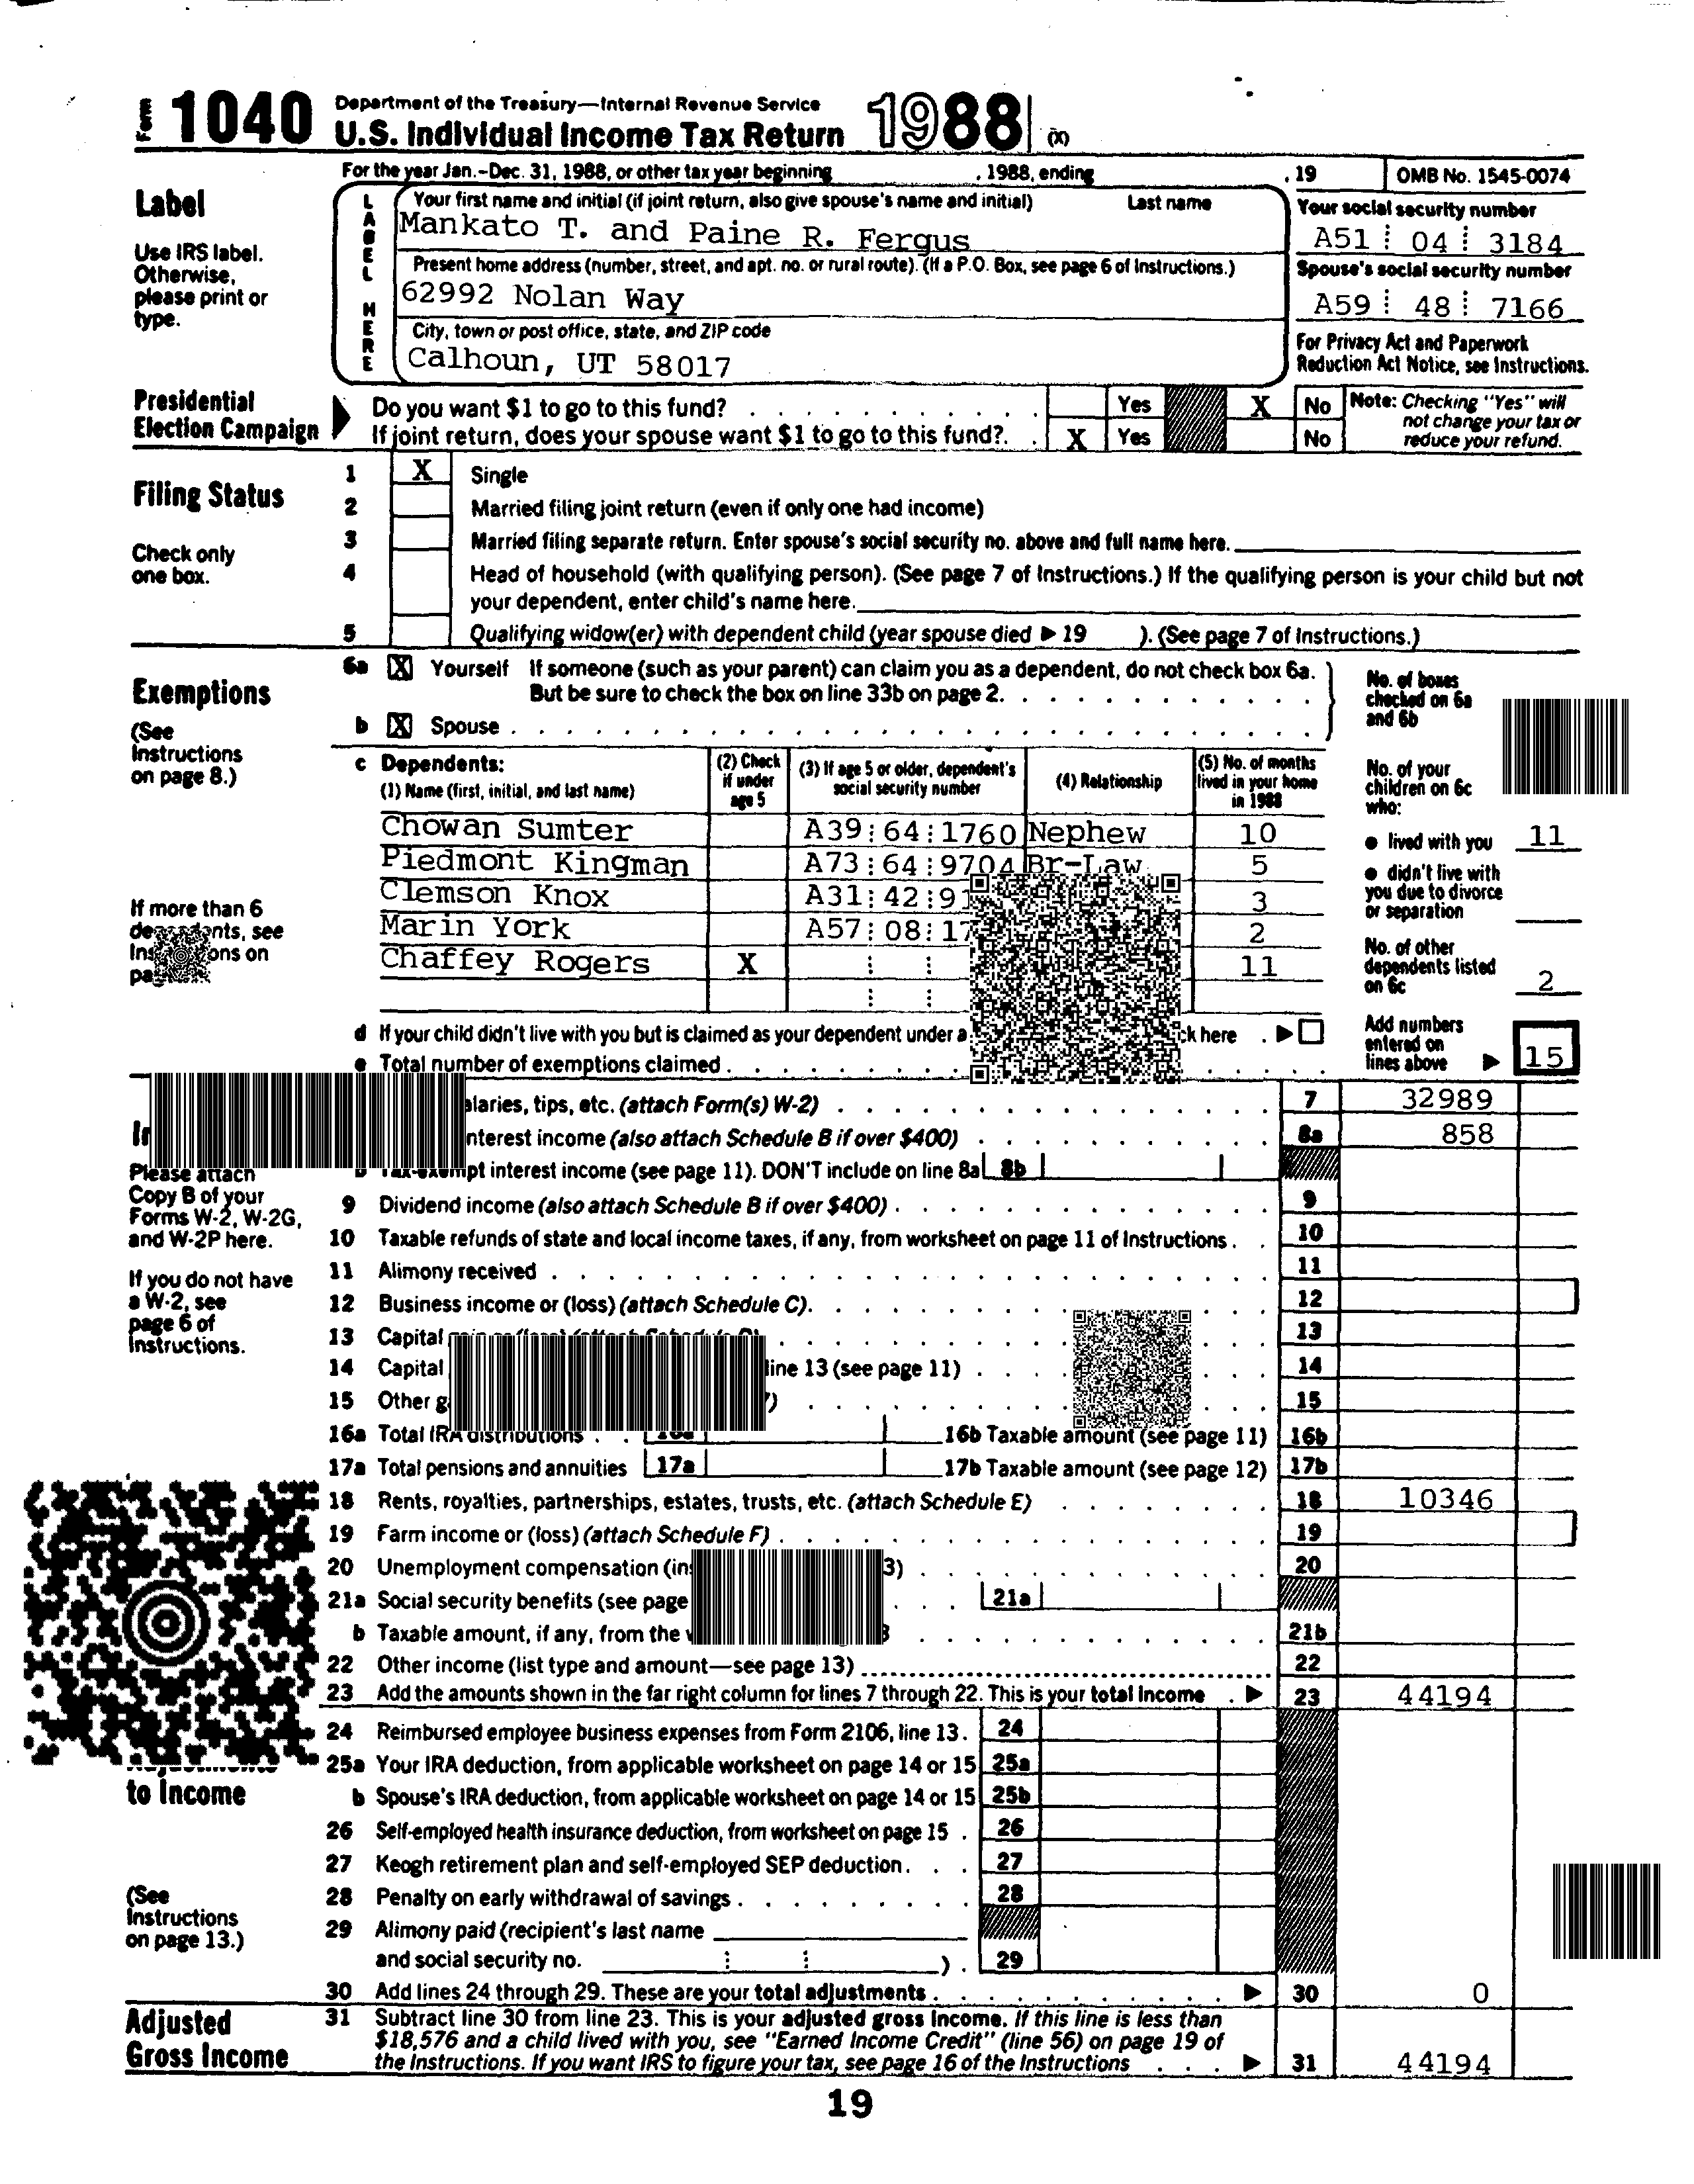 Form 1040 Department of the Treasury—Internal Revenue Service
U.S. Individual Income Tax Return 1988 (X)
For the year Jan.-Dec. 31, 1988, or other tax year beginning , 1988, ending , 19 OMB No. 1545-0074
Label
Use IRS label. Otherwise, please print or type.
LABEL HERE
Your first name and initial (if joint return, also give spouse's name and initial) Last name
Mankato T. and Paine R. Fergus
Your social security number
A51 04 3184
Present home address (number, street, and apt. no. or rural route). (If a P.O. Box, see page 6 of Instructions.)
62992 Nolan Way
Spouse's social security number
A59 48 7166
City, town or post office, state, and ZIP code
Calhoun, UT 58017
For Privacy Act and Paperwork Reduction Act Notice, see Instructions.
Presidential Election Campaign
Do you want $1 to go to this fund? Yes X No
If joint return, does your spouse want $1 to go to this fund? X Yes No
Note: Checking "Yes" will not change your tax or reduce your refund.
Filing Status
Check only one box.
1 X Single
2 Married filing joint return (even if only one had income)
3 Married filing separate return. Enter spouse's social security no. above and full name here.
4 Head of household (with qualifying person). (See page 7 of Instructions.) If the qualifying person is your child but not
your dependent, enter child's name here.
5 Qualifying widow(er) with dependent child (year spouse died ▶ 19 ). (See page 7 of Instructions.)
Exemptions
(See Instructions on page 8.)
6a X Yourself If someone (such as your parent) can claim you as a dependent, do not check box 6a.
But be sure to check the box on line 33b on page 2.
b X Spouse
No. of boxes checked on 6a and 6b
c Dependents:
(1) Name (first, initial, and last name)
(2) Check if under age 5
(3) If age 5 or older, dependent's social security number
(4) Relationship
(5) No. of months lived in your home in 1988
Chowan Sumter A39 64 1760 Nephew 10
Piedmont Kingman A73 64 9704 Br-Law 5
Clemson Knox A31 42 3
Marin York A57 08 2
Chaffey Rogers X 11
If more than 6
No. of your children on 6c who:
● lived with you 11
● didn't live with you due to divorce or separation
No. of other dependents listed on 6c 2
d If your child didn't live with you but is claimed as your dependent under a here ▶
e Total number of exemptions claimed
Add numbers entered on lines above ▶ 15
tips, etc. (attach Form(s) W-2) 7 32989
income (also attach Schedule B if over $400) 8a 858
interest income (see page 11). DON'T include on line 8a 8b
Please attach Copy B of your Forms W-2, W-2G, and W-2P here.
If you do not have a W-2, see page 6 of Instructions.
9 Dividend income (also attach Schedule B if over $400) 9
10 Taxable refunds of state and local income taxes, if any, from worksheet on page 11 of Instructions 10
11 Alimony received 11
12 Business income or (loss) (attach Schedule C) 12
13 Capital 13
14 Capital line 13 (see page 11) 14
15 Other 15
16a Total IRA distributions 16b Taxable amount (see page 11) 16b
17a Total pensions and annuities 17a 17b Taxable amount (see page 12) 17b
18 Rents, royalties, partnerships, estates, trusts, etc. (attach Schedule E) 18 10346
19 Farm income or (loss) (attach Schedule F) 19
20 Unemployment compensation 20
21a Social security benefits (see page 21a
b Taxable amount, if any, from the 21b
22 Other income (list type and amount—see page 13) 22
23 Add the amounts shown in the far right column for lines 7 through 22. This is your total income ▶ 23 44194
to Income
(See Instructions on page 13.)
24 Reimbursed employee business expenses from Form 2106, line 13. 24
25a Your IRA deduction, from applicable worksheet on page 14 or 15 25a
b Spouse's IRA deduction, from applicable worksheet on page 14 or 15 25b
26 Self-employed health insurance deduction, from worksheet on page 15 26
27 Keogh retirement plan and self-employed SEP deduction 27
28 Penalty on early withdrawal of savings 28
29 Alimony paid (recipient's last name
and social security no. ) 29
30 Add lines 24 through 29. These are your total adjustments ▶ 30 0
Adjusted Gross Income
31 Subtract line 30 from line 23. This is your adjusted gross income. If this line is less than
$18,576 and a child lived with you, see "Earned Income Credit" (line 56) on page 19 of
the Instructions. If you want IRS to figure your tax, see page 16 of the Instructions ▶ 31 44194
19